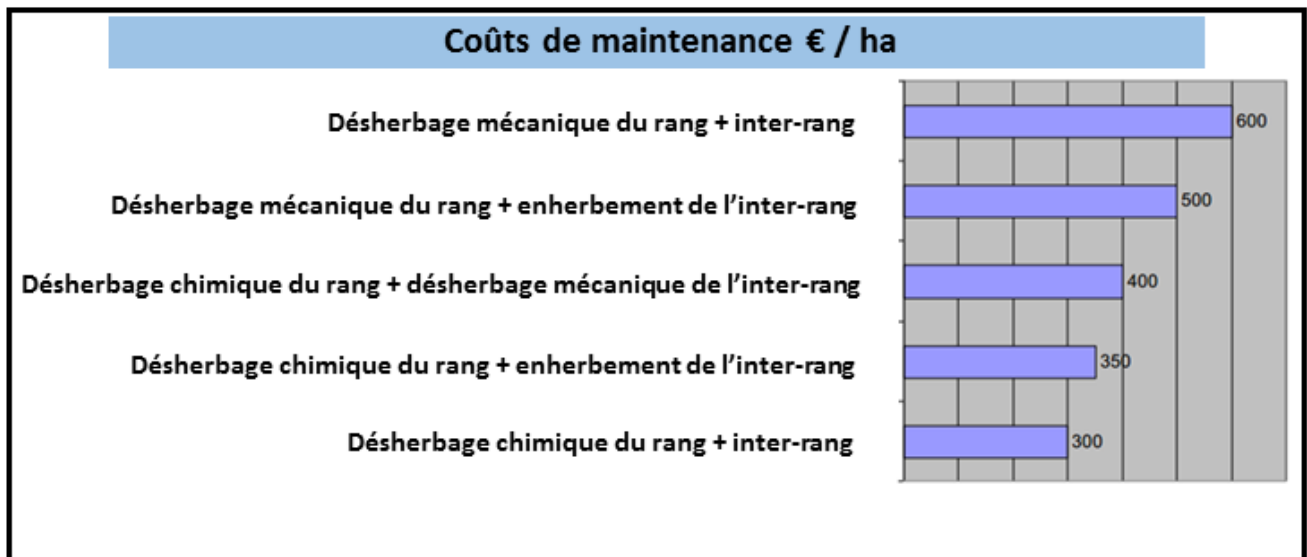 Coûts de maintenance € / ha
Désherbage mécanique du rang + inter-rang
600
Désherbage mécanique du rang + enherbement de l’inter-rang
500
Désherbage chimique du rang + désherbage mécanique de l’inter-rang
400
Désherbage chimique du rang + enherbement de l’inter-rang
350
Désherbage chimique du rang + inter-rang
300